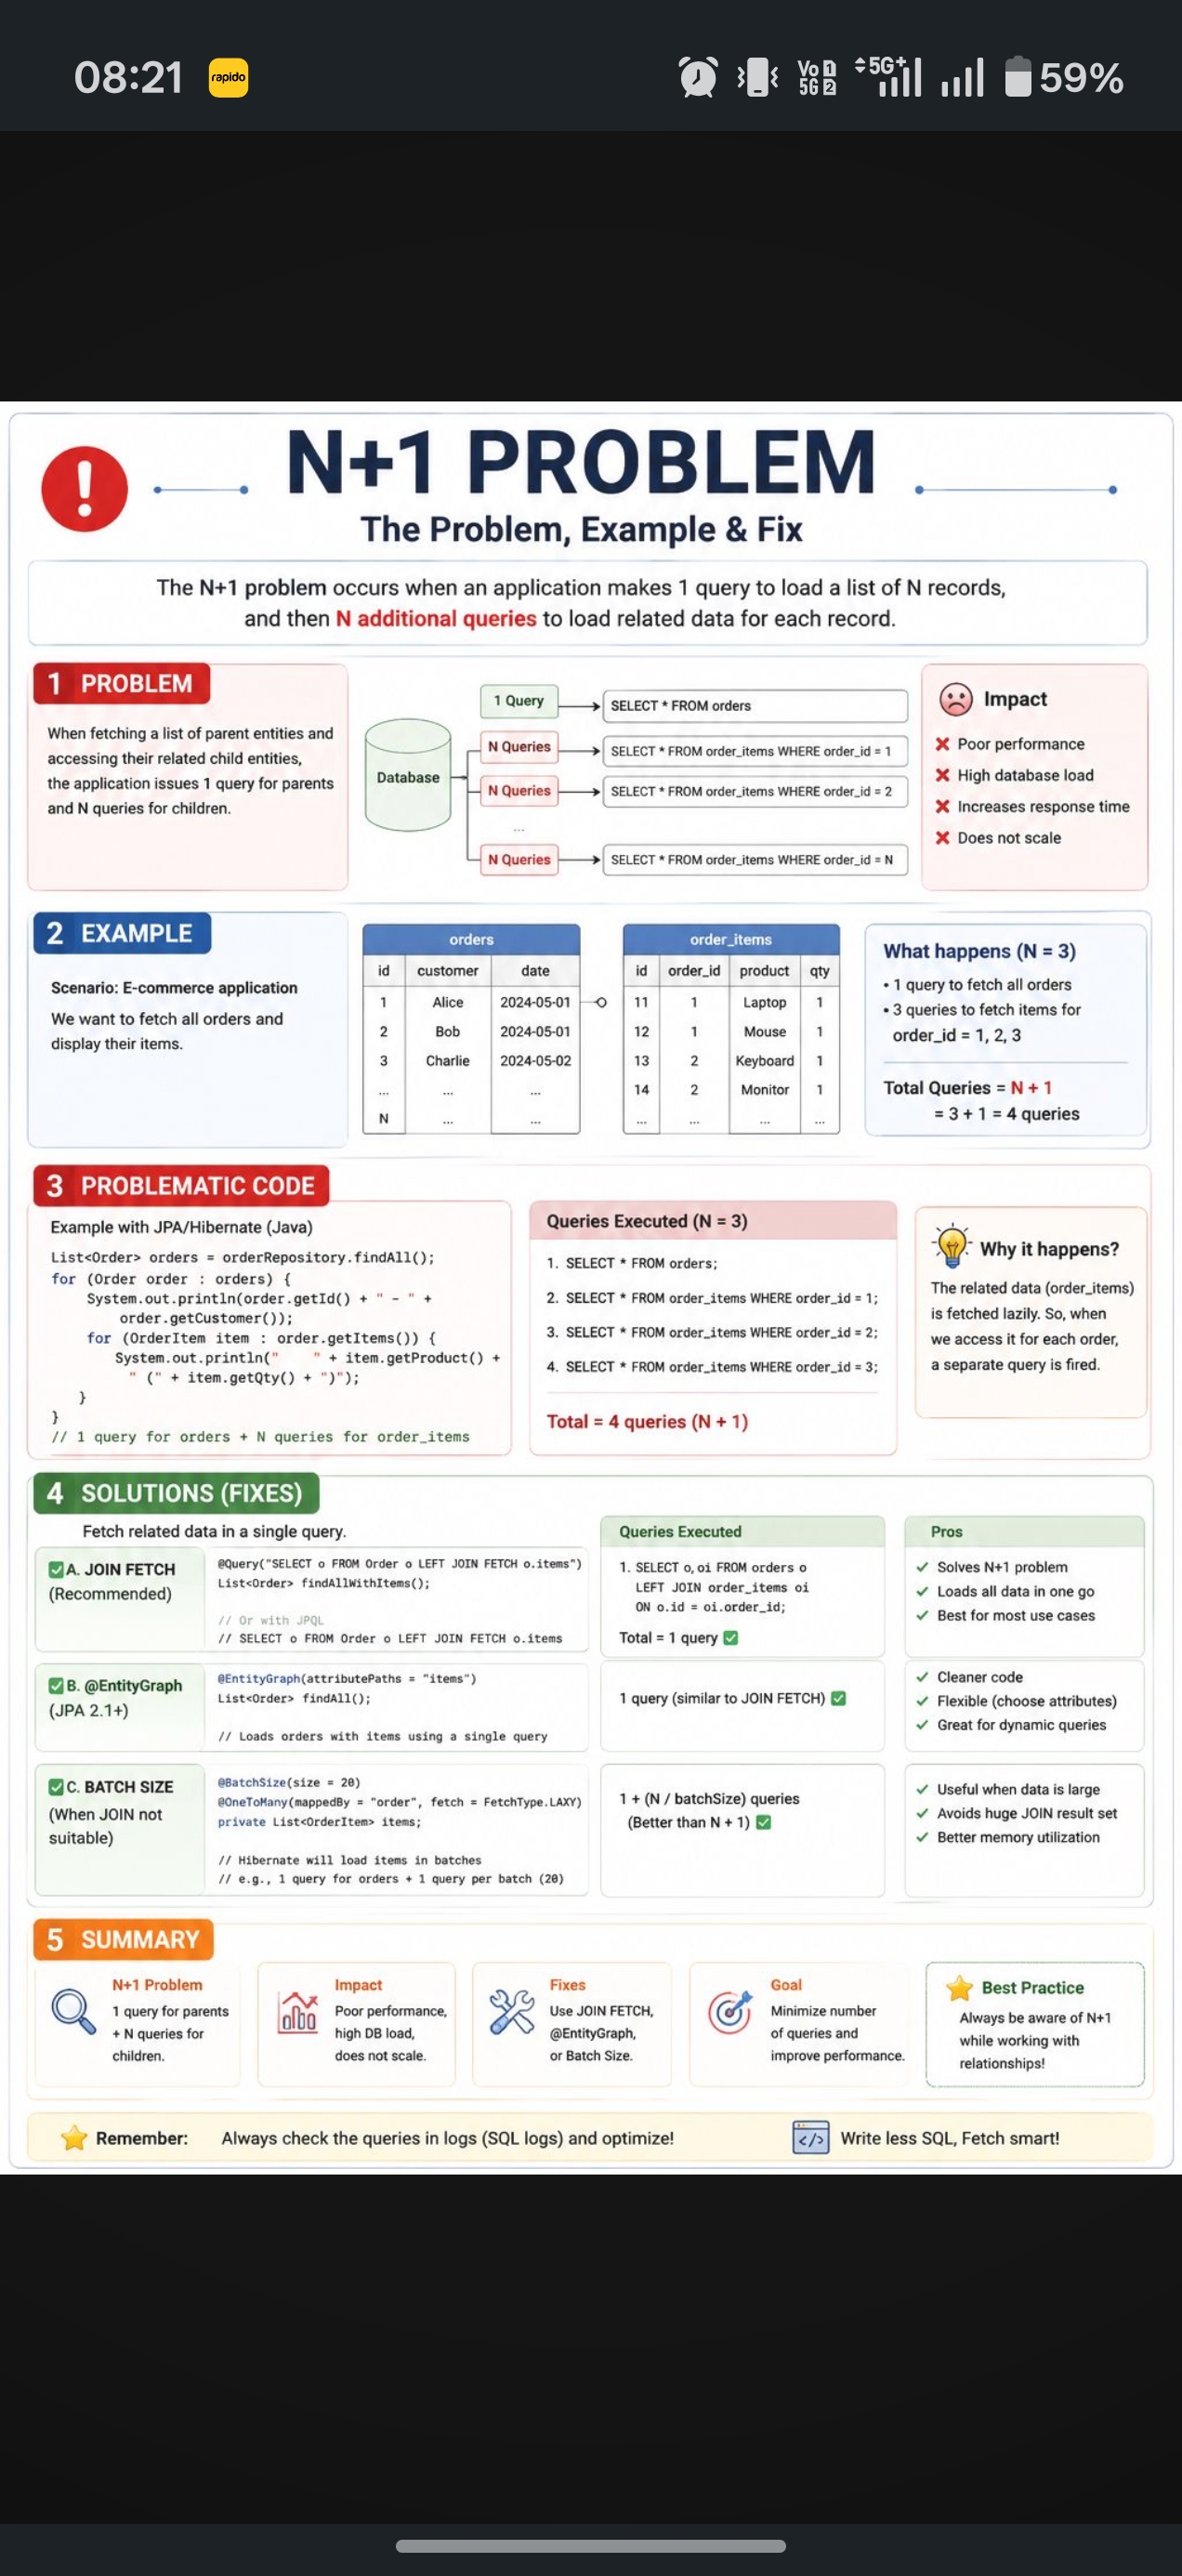 08:21
rapido
Vo 1
5G 2
5G+
59%
N+1 PROBLEM
The Problem, Example & Fix
The N+1 problem occurs when an application makes 1 query to load a list of N records,
and then N additional queries to load related data for each record.
1 PROBLEM
When fetching a list of parent entities and
accessing their related child entities,
the application issues 1 query for parents
and N queries for children.
Database
1 Query
SELECT * FROM orders
N Queries
SELECT * FROM order_items WHERE order_id = 1
N Queries
SELECT * FROM order_items WHERE order_id = 2
...
N Queries
SELECT * FROM order_items WHERE order_id = N
Impact
Poor performance
High database load
Increases response time
Does not scale
2 EXAMPLE
Scenario: E-commerce application
We want to fetch all orders and
display their items.
orders
id customer date
1 Alice 2024-05-01
2 Bob 2024-05-01
3 Charlie 2024-05-02
... ... ...
N ... ...
order_items
id order_id product qty
11 1 Laptop 1
12 1 Mouse 1
13 2 Keyboard 1
14 2 Monitor 1
... ... ... ...
What happens (N = 3)
• 1 query to fetch all orders
• 3 queries to fetch items for
order_id = 1, 2, 3
Total Queries = N + 1
= 3 + 1 = 4 queries
3 PROBLEMATIC CODE
Example with JPA/Hibernate (Java)
List<Order> orders = orderRepository.findAll();
for (Order order : orders) {
System.out.println(order.getId() + " - " +
order.getCustomer());
for (OrderItem item : order.getItems()) {
System.out.println("    " + item.getProduct() +
" (" + item.getQty() + ")");
}
}
// 1 query for orders + N queries for order_items
Queries Executed (N = 3)
1. SELECT * FROM orders;
2. SELECT * FROM order_items WHERE order_id = 1;
3. SELECT * FROM order_items WHERE order_id = 2;
4. SELECT * FROM order_items WHERE order_id = 3;
Total = 4 queries (N + 1)
Why it happens?
The related data (order_items)
is fetched lazily. So, when
we access it for each order,
a separate query is fired.
4 SOLUTIONS (FIXES)
Fetch related data in a single query.
Queries Executed
Pros
A. JOIN FETCH
(Recommended)
@Query("SELECT o FROM Order o LEFT JOIN FETCH o.items")
List<Order> findAllWithItems();
// Or with JPQL
// SELECT o FROM Order o LEFT JOIN FETCH o.items
1. SELECT o, oi FROM orders o
LEFT JOIN order_items oi
ON o.id = oi.order_id;
Total = 1 query
Solves N+1 problem
Loads all data in one go
Best for most use cases
B. @EntityGraph
(JPA 2.1+)
@EntityGraph(attributePaths = "items")
List<Order> findAll();
// Loads orders with items using a single query
1 query (similar to JOIN FETCH)
Cleaner code
Flexible (choose attributes)
Great for dynamic queries
C. BATCH SIZE
(When JOIN not
suitable)
@BatchSize(size = 20)
@OneToMany(mappedBy = "order", fetch = FetchType.LAXY)
private List<OrderItem> items;
// Hibernate will load items in batches
// e.g., 1 query for orders + 1 query per batch (20)
1 + (N / batchSize) queries
(Better than N + 1)
Useful when data is large
Avoids huge JOIN result set
Better memory utilization
5 SUMMARY
N+1 Problem
1 query for parents
+ N queries for
children.
Impact
Poor performance,
high DB load,
does not scale.
Fixes
Use JOIN FETCH,
@EntityGraph,
or Batch Size.
Goal
Minimize number
of queries and
improve performance.
Best Practice
Always be aware of N+1
while working with
relationships!
Remember: Always check the queries in logs (SQL logs) and optimize!
</> Write less SQL, Fetch smart!